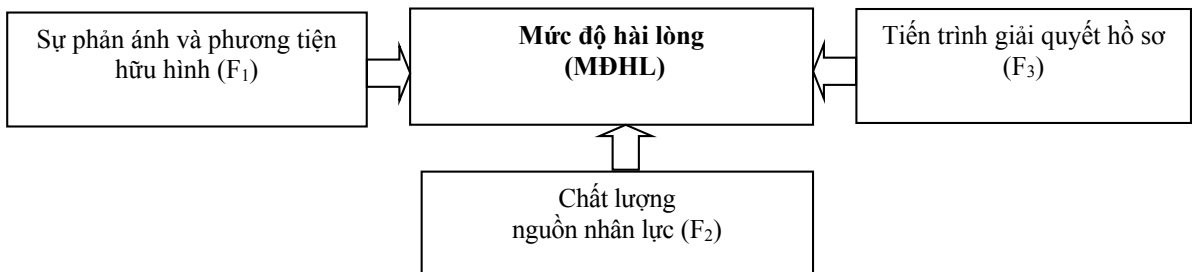 Sự phản ánh và phương tiện
hữu hình (F₁)
Mức độ hài lòng
(MĐHL)
Tiến trình giải quyết hồ sơ
(F₃)
Chất lượng
nguồn nhân lực (F₂)